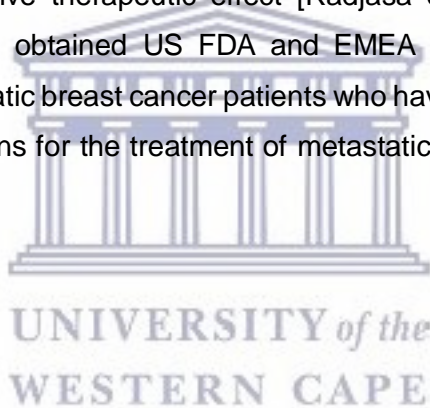 ive therapeutic effect [Radjasa
obtained US FDA and EMEA
atic breast cancer patients who hav
ns for the treatment of metastatic
UNIVERSITY of the
WESTERN CAPE